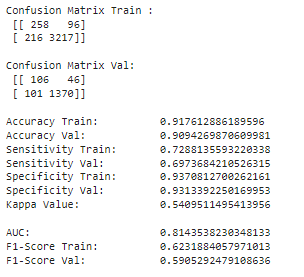 Confusion Matrix Train :
[[ 258 96]
[ 216 3217]]
Confusion Matrix Val:
[[ 106 46]
[ 101 1370]]
Accuracy Train: 0.917612886189596
Accuracy Val: 0.9094269870609981
Sensitivity Train: 0.7288135593220338
Sensitivity Val: 0.6973684210526315
Specificity Train: 0.9370812700262161
Specificity Val: 0.9313392250169953
Kappa Value: 0.5409511495413956
AUC: 0.8143538230348133
F1-Score Train: 0.6231884057971013
F1-Score Val: 0.5905292479108636